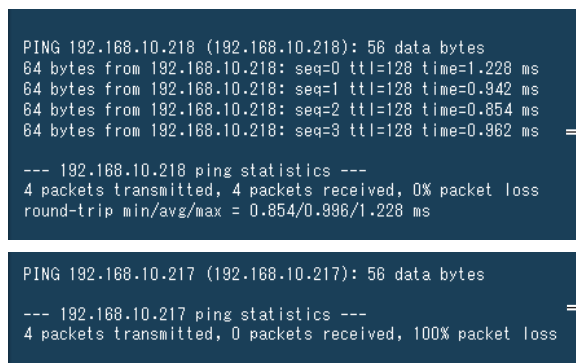 PING 192.168.10.218 (192.168.10.218): 56 data bytes
64 bytes from 192.168.10.218: seq=0 ttl=128 time=1.228 ms
64 bytes from 192.168.10.218: seq=1 ttl=128 time=0.942 ms
64 bytes from 192.168.10.218: seq=2 ttl=128 time=0.854 ms
64 bytes from 192.168.10.218: seq=3 ttl=128 time=0.962 ms
--- 192.168.10.218 ping statistics ---
4 packets transmitted, 4 packets received, 0% packet loss
round-trip min/avg/max = 0.854/0.996/1.228 ms
PING 192.168.10.217 (192.168.10.217): 56 data bytes
--- 192.168.10.217 ping statistics ---
4 packets transmitted, 0 packets received, 100% packet loss